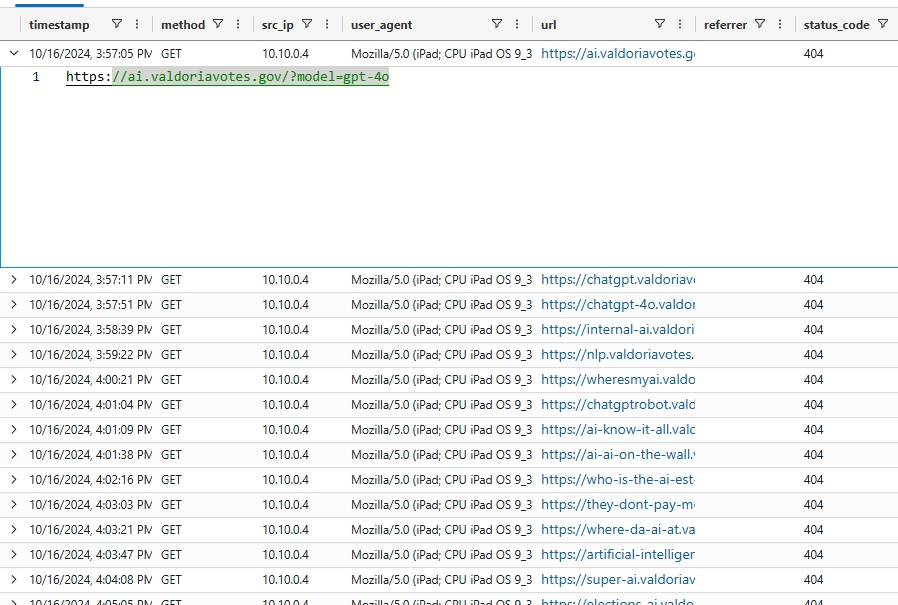 timestamp method src_ip user_agent url referrer status_code
10/16/2024, 3:57:05 PM GET 10.10.0.4 Mozilla/5.0 (iPad; CPU iPad OS 9_3 https://ai.valdoriavotes.g 404
1 https://ai.valdoriavotes.gov/?model=gpt-4o
10/16/2024, 3:57:11 PM GET 10.10.0.4 Mozilla/5.0 (iPad; CPU iPad OS 9_3 https://chatgpt.valdoriav 404
10/16/2024, 3:57:51 PM GET 10.10.0.4 Mozilla/5.0 (iPad; CPU iPad OS 9_3 https://chatgpt-4o.valdor 404
10/16/2024, 3:58:39 PM GET 10.10.0.4 Mozilla/5.0 (iPad; CPU iPad OS 9_3 https://internal-ai.valdori 404
10/16/2024, 3:59:22 PM GET 10.10.0.4 Mozilla/5.0 (iPad; CPU iPad OS 9_3 https://nlp.valdoriavotes. 404
10/16/2024, 4:00:21 PM GET 10.10.0.4 Mozilla/5.0 (iPad; CPU iPad OS 9_3 https://wheresmyai.valdo 404
10/16/2024, 4:01:04 PM GET 10.10.0.4 Mozilla/5.0 (iPad; CPU iPad OS 9_3 https://chatgptrobot.vald 404
10/16/2024, 4:01:09 PM GET 10.10.0.4 Mozilla/5.0 (iPad; CPU iPad OS 9_3 https://ai-know-it-all.vald 404
10/16/2024, 4:01:38 PM GET 10.10.0.4 Mozilla/5.0 (iPad; CPU iPad OS 9_3 https://ai-ai-on-the-wall.v 404
10/16/2024, 4:02:16 PM GET 10.10.0.4 Mozilla/5.0 (iPad; CPU iPad OS 9_3 https://who-is-the-ai-est- 404
10/16/2024, 4:03:03 PM GET 10.10.0.4 Mozilla/5.0 (iPad; CPU iPad OS 9_3 https://they-dont-pay-m 404
10/16/2024, 4:03:21 PM GET 10.10.0.4 Mozilla/5.0 (iPad; CPU iPad OS 9_3 https://where-da-ai-at.va 404
10/16/2024, 4:03:47 PM GET 10.10.0.4 Mozilla/5.0 (iPad; CPU iPad OS 9_3 https://artificial-intelliger 404
10/16/2024, 4:04:08 PM GET 10.10.0.4 Mozilla/5.0 (iPad; CPU iPad OS 9_3 https://super-ai.valdoriav 404
10/16/2024, 4:05:05 PM GET 10.10.0.4 Mozilla/5.0 (iPad; CPU iPad OS 9_3 https://elections-ai.valdo 404